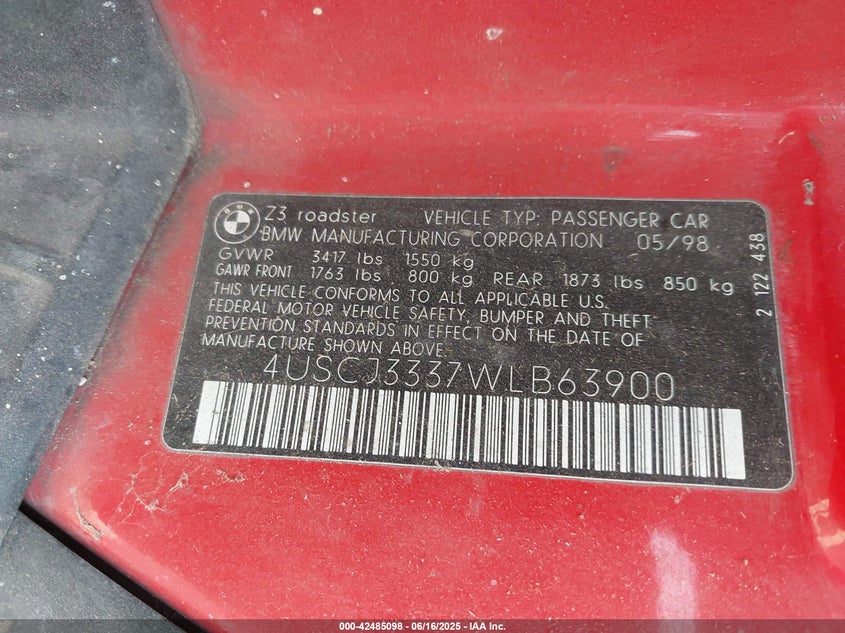 BMW
Z3 roadster VEHICLE TYP: PASSENGER CAR
BMW MANUFACTURING CORPORATION 05/98
GVWR 3417 lbs 1550 kg
GAWR FRONT 1763 lbs 800 kg REAR 1873 lbs 850 kg
THIS VEHICLE CONFORMS TO ALL APPLICABLE U.S.
FEDERAL MOTOR VEHICLE SAFETY, BUMPER AND THEFT
PREVENTION STANDARDS IN EFFECT ON THE DATE OF
MANUFACTURE SHOWN ABOVE.
4USCJ3337WLB63900
2 122 438
000-42485098 - 06/16/2025 - IAA Inc.